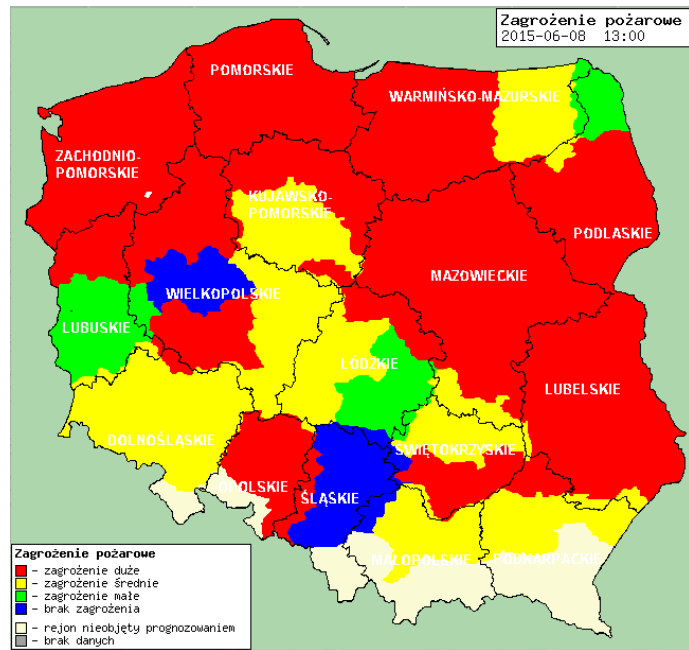 Zagrożenie pożarowe
2015-06-08 13:00
POMORSKIE
WARMIŃSKO-MAZURSKIE
ZACHODNIO-
POMORSKIE
KUJAWSKO-
POMORSKIE
PODLASKIE
MAZOWIECKIE
WIELKOPOLSKIE
LUBUSKIE
ŁÓDZKIE
LUBELSKIE
DOLNOŚLĄSKIE
ŚWIĘTOKRZYSKIE
OPOLSKIE
ŚLĄSKIE
MAŁOPOLSKIE
PODKARPACKIE
Zagrożenie pożarowe
- zagrożenie duże
- zagrożenie średnie
- zagrożenie małe
- brak zagrożenia
- rejon nieobjęty prognozowaniem
- brak danych